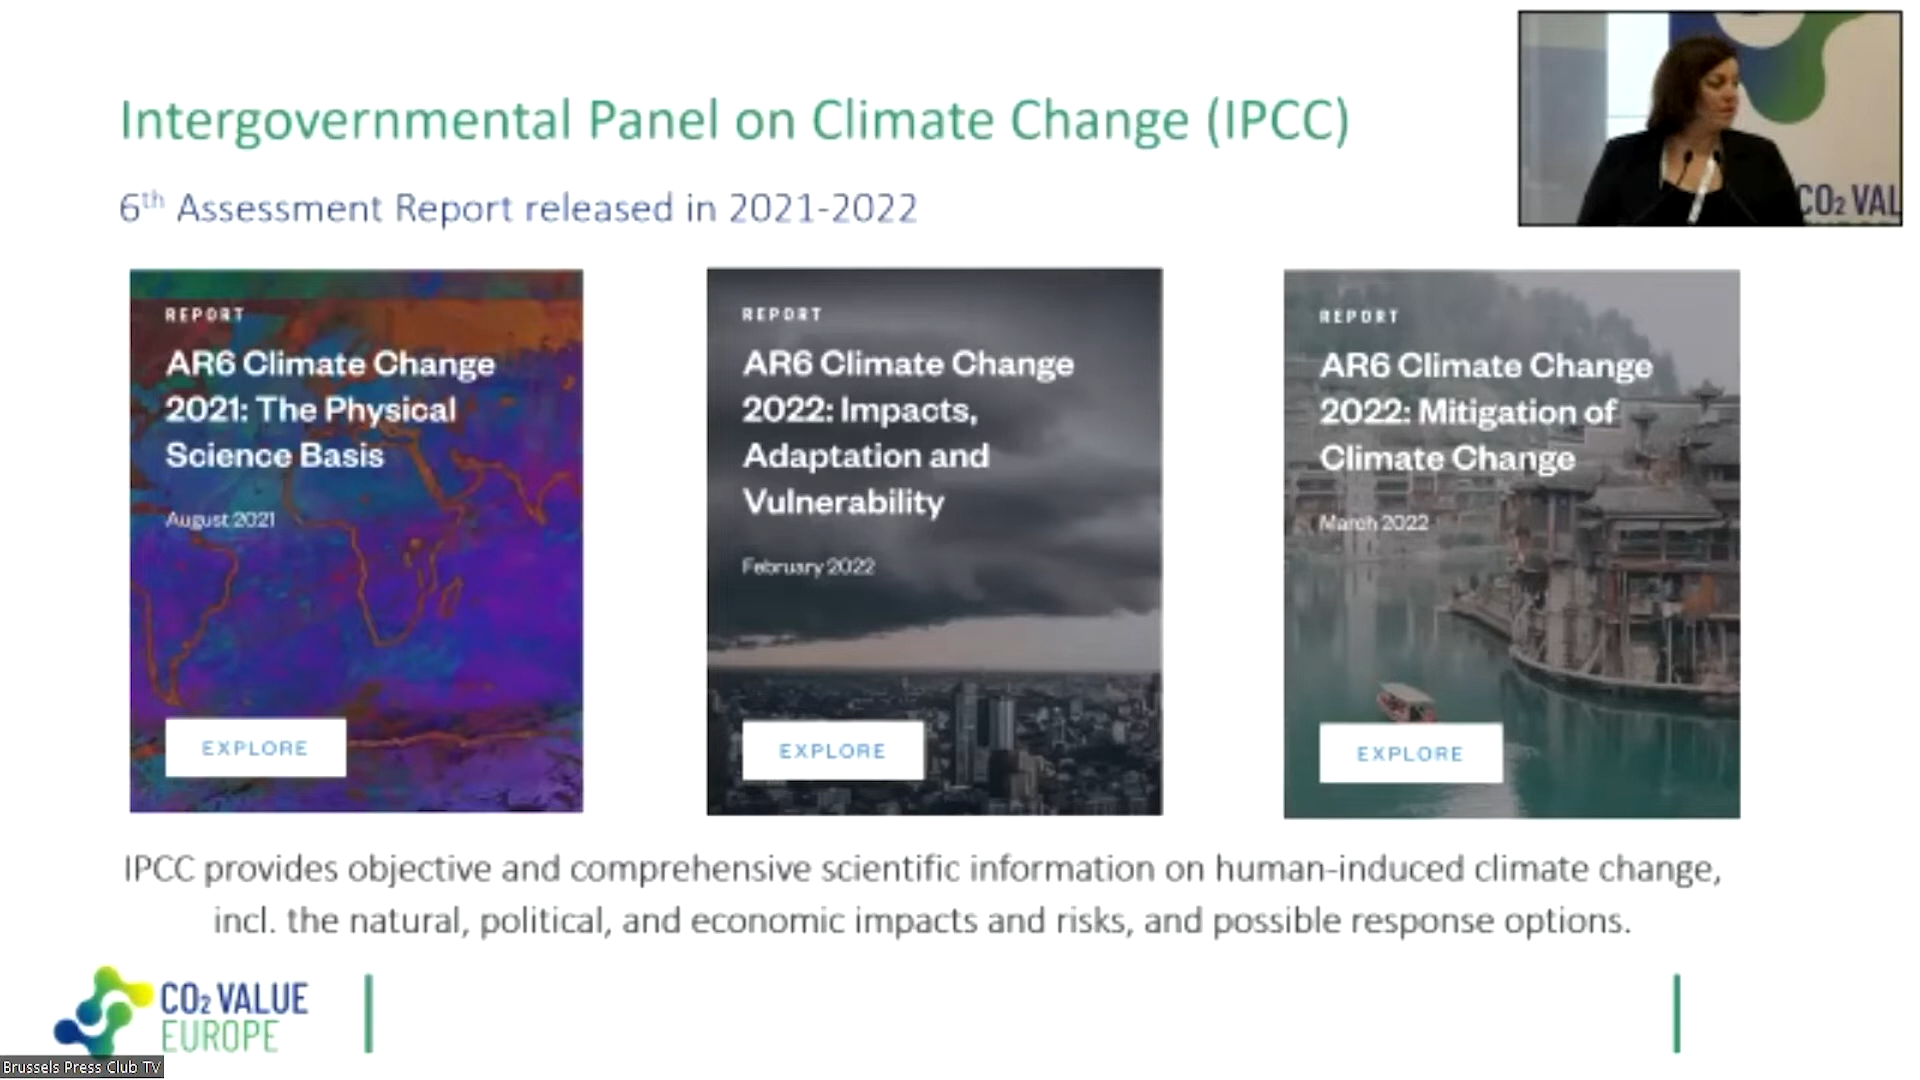 Intergovernmental Panel on Climate Change (IPCC)
6th Assessment Report released in 2021-2022
REPORT
AR6 Climate Change
2021: The Physical
Science Basis
August 2021
EXPLORE
REPORT
AR6 Climate Change
2022: Impacts,
Adaptation and
Vulnerability
February 2022
EXPLORE
REPORT
AR6 Climate Change
2022: Mitigation of
Climate Change
March 2022
EXPLORE
CO₂ VAL
IPCC provides objective and comprehensive scientific information on human-induced climate change,
incl. the natural, political, and economic impacts and risks, and possible response options.
CO₂ VALUE
EUROPE
Brussels Press Club TV